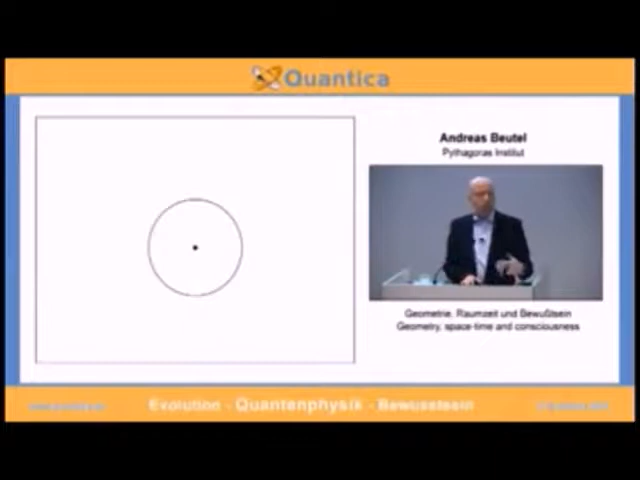 Quantica
Andreas Beutel
Pythagoras Institut
Geometrie, Raumzeit und Bewußtsein
Geometry, space-time and consciousness
Evolution - Quantenphysik - Bewusstsein